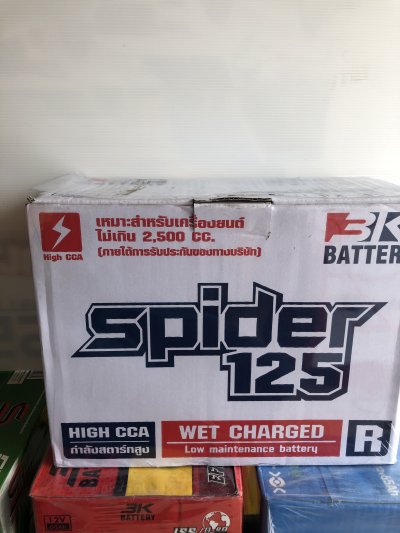 เหมาะสำหรับเครื่องยนต์
ไม่เกิน 2,500 CC.
(ภายใต้การรับประกันของทางบริษัท)
High CCA
3K
BATTERY
spider
125
HIGH CCA
กำลังสตาร์ทสูง
WET CHARGED
Low maintenance battery
R
3K
BATTERY
12V